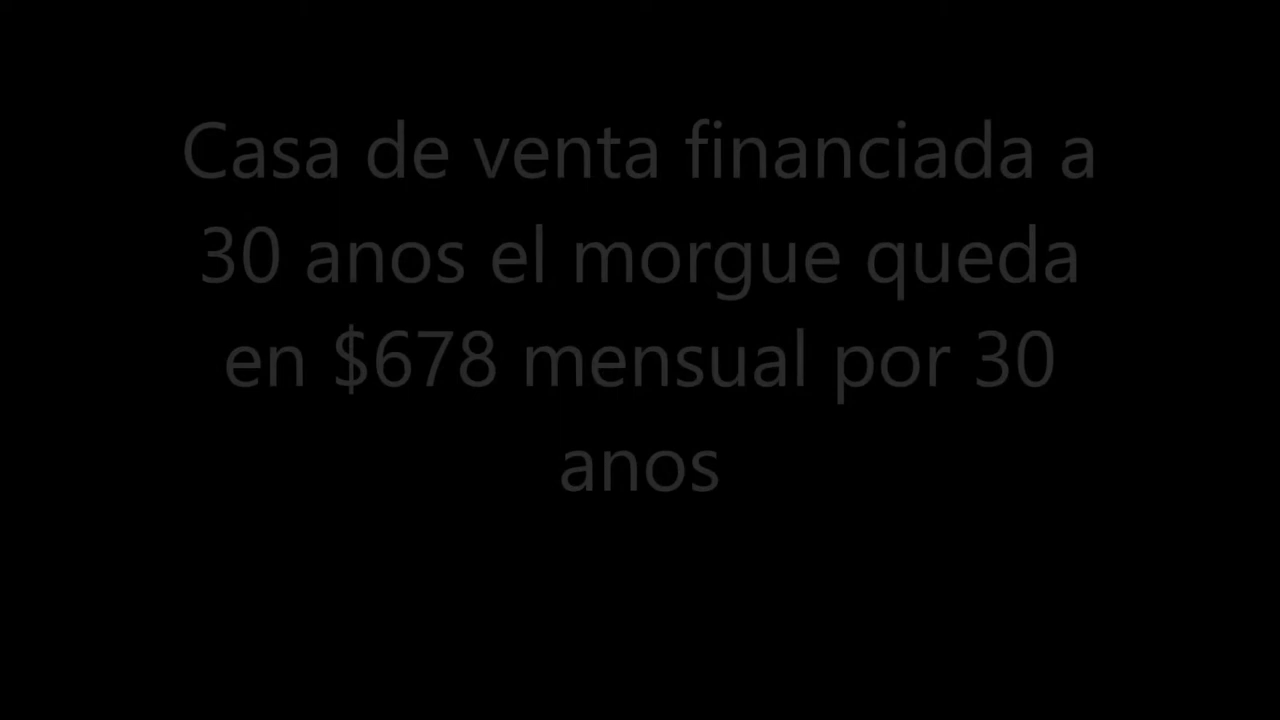 Casa de venta financiada a
30 anos el morgue queda
en $678 mensual por 30
anos